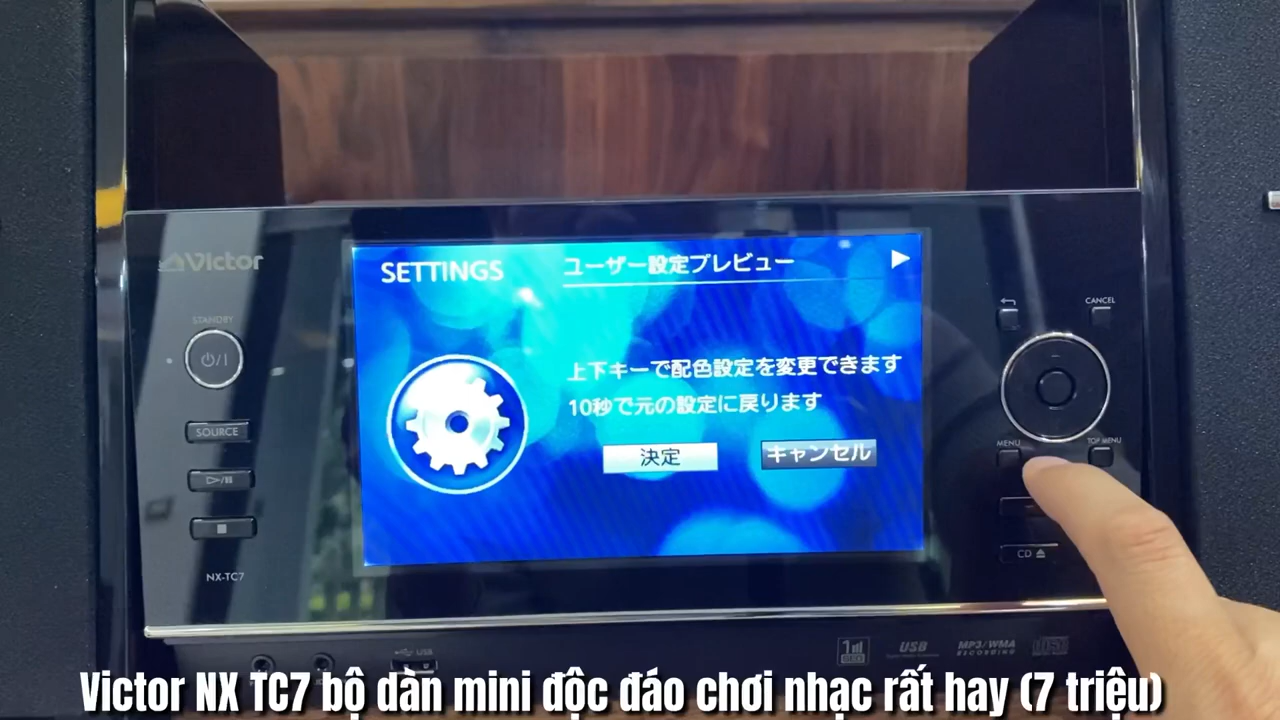 Victor
STANDBY
SOURCE
NX-TC7
SETTINGS
ユーザー設定プレビュー
上下キーで配色設定を変更できます
10秒で元の設定に戻ります
決定
キャンセル
CANCEL
MENU
TOP MENU
CD
USB
1bit
USB
MP3/WMA
RECORDING
Victor NX TC7 bộ dàn mini độc đáo chơi nhạc rất hay (7 triệu)